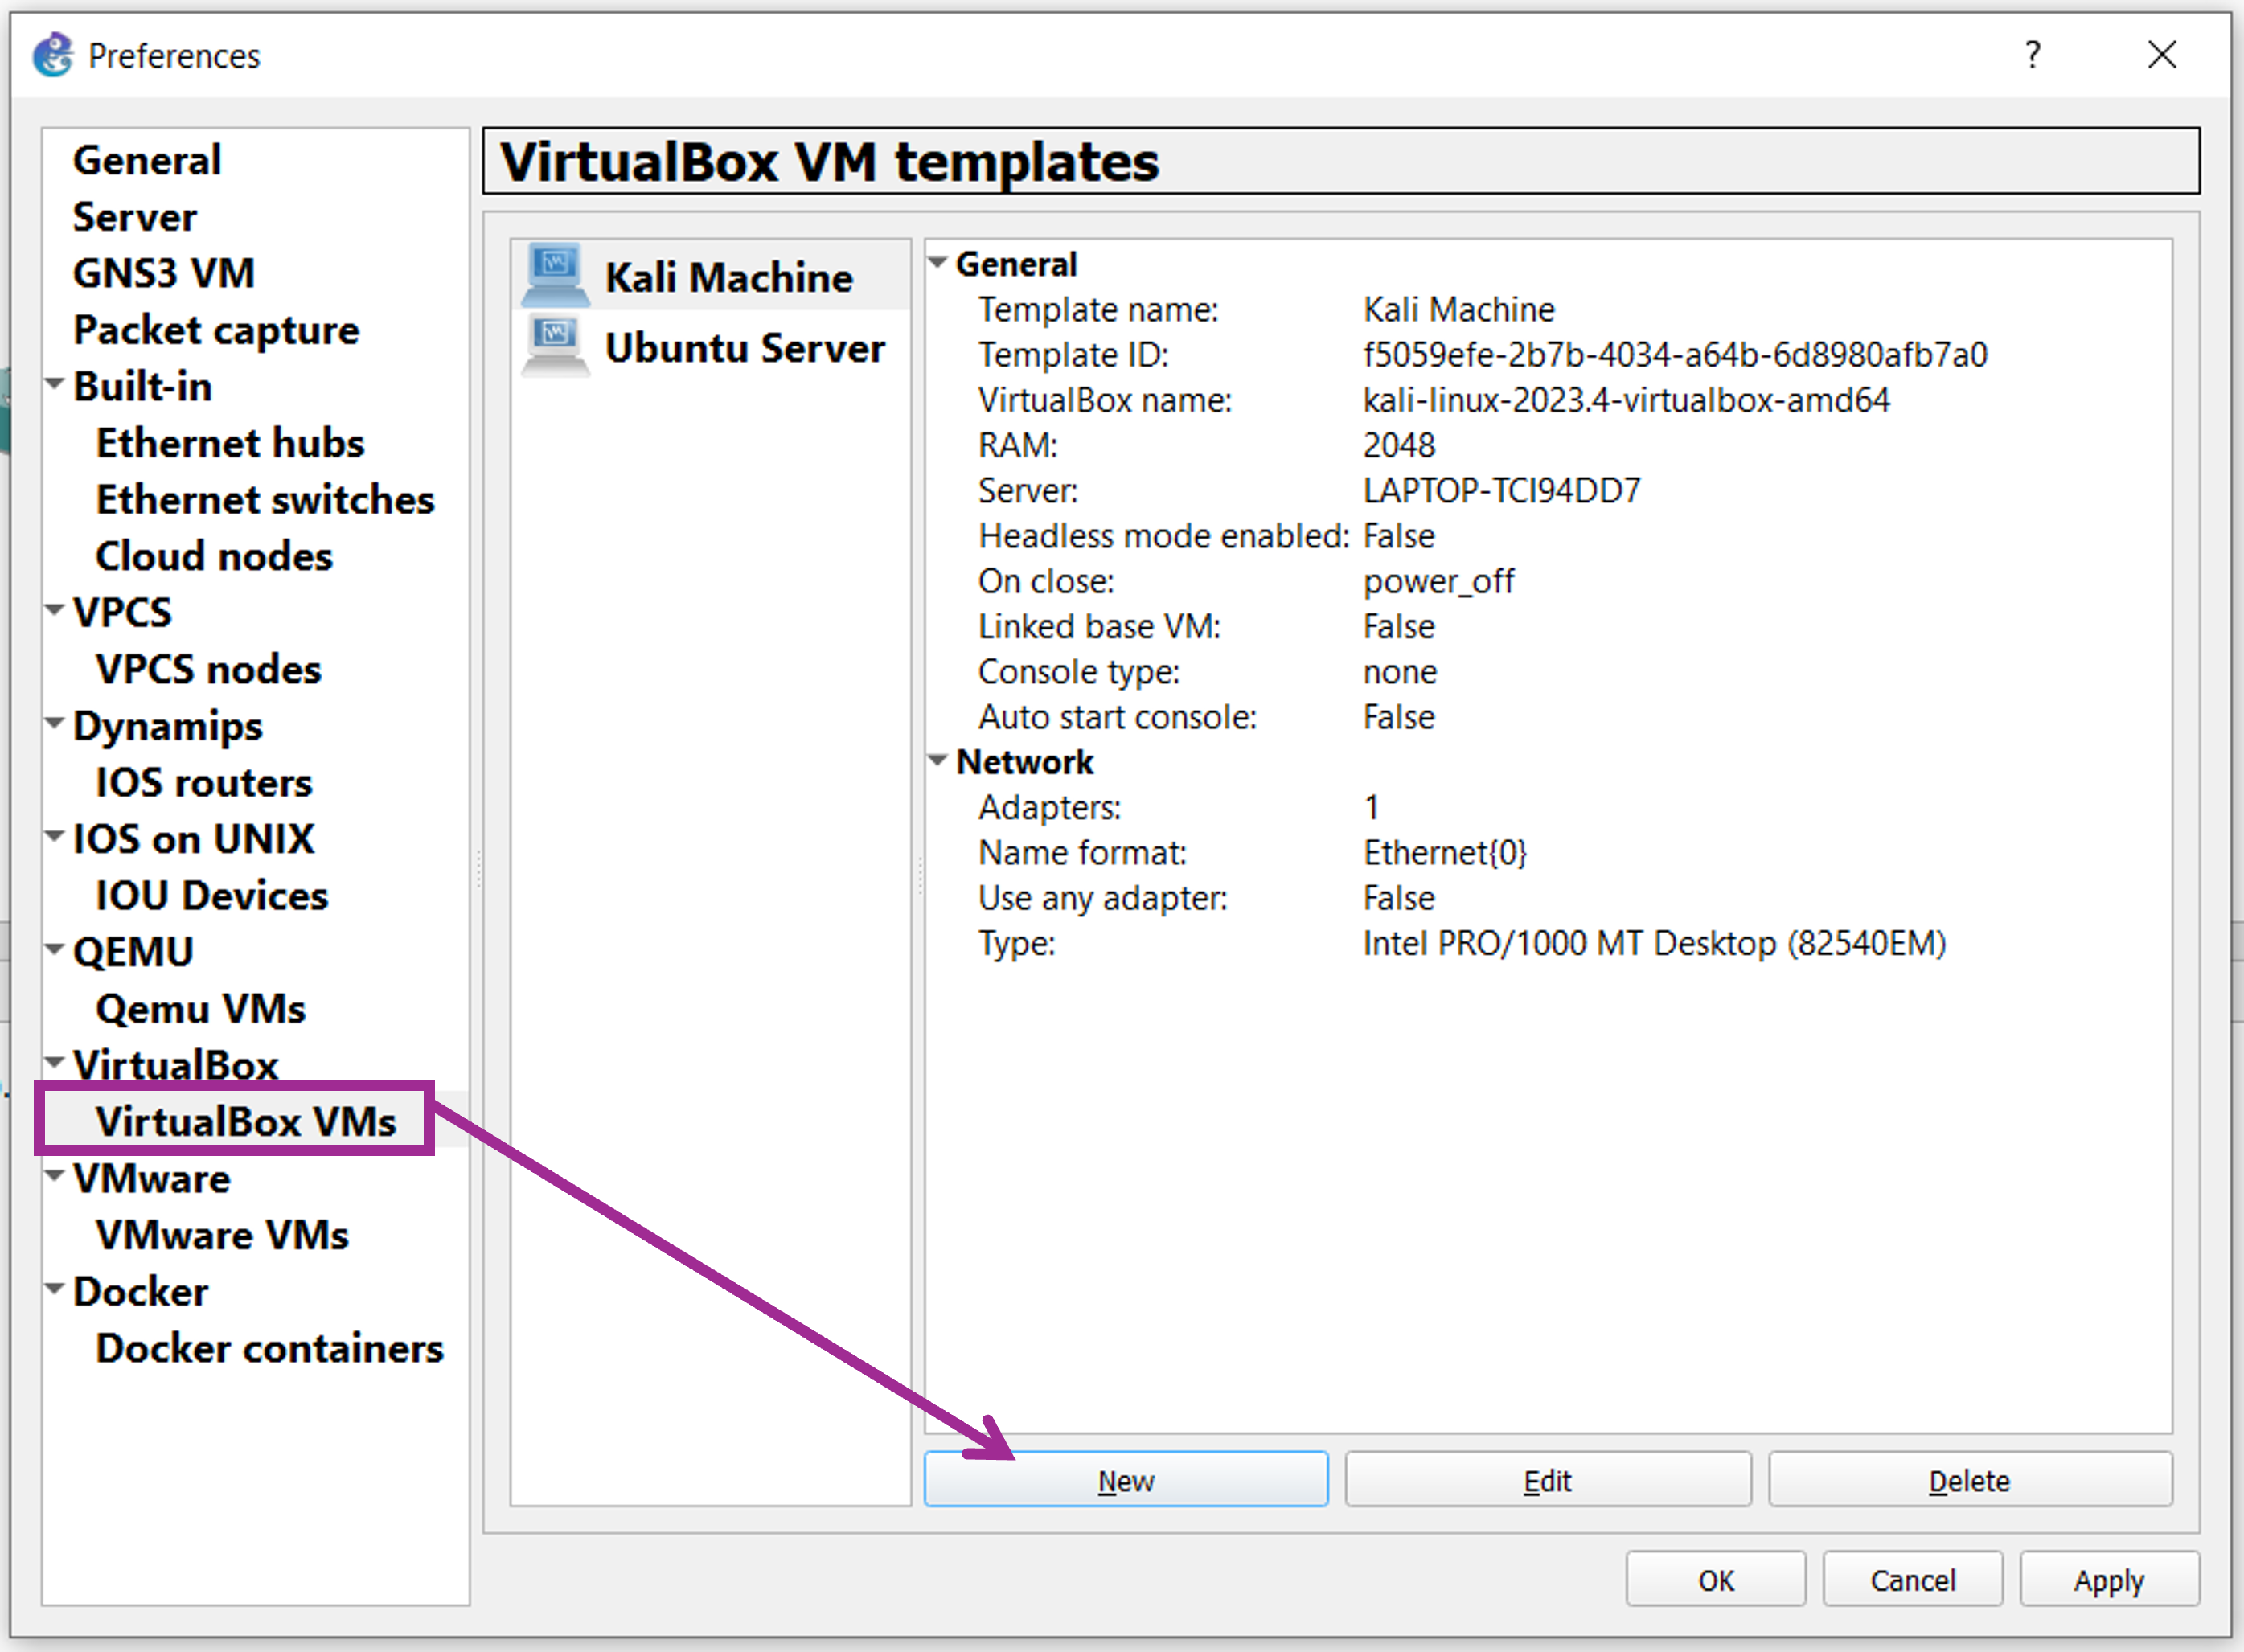 Preferences
?
General
Server
GNS3 VM
Packet capture
Built-in
Ethernet hubs
Ethernet switches
Cloud nodes
VPCS
VPCS nodes
Dynamips
IOS routers
IOS on UNIX
IOU Devices
QEMU
Qemu VMs
VirtualBox
VirtualBox VMs
VMware
VMware VMs
Docker
Docker containers
VirtualBox VM templates
Kali Machine
Ubuntu Server
General
Template name: Kali Machine
Template ID: f5059efe-2b7b-4034-a64b-6d8980afb7a0
VirtualBox name: kali-linux-2023.4-virtualbox-amd64
RAM: 2048
Server: LAPTOP-TCI94DD7
Headless mode enabled: False
On close: power_off
Linked base VM: False
Console type: none
Auto start console: False
Network
Adapters: 1
Name format: Ethernet{0}
Use any adapter: False
Type: Intel PRO/1000 MT Desktop (82540EM)
New Edit Delete
OK Cancel Apply